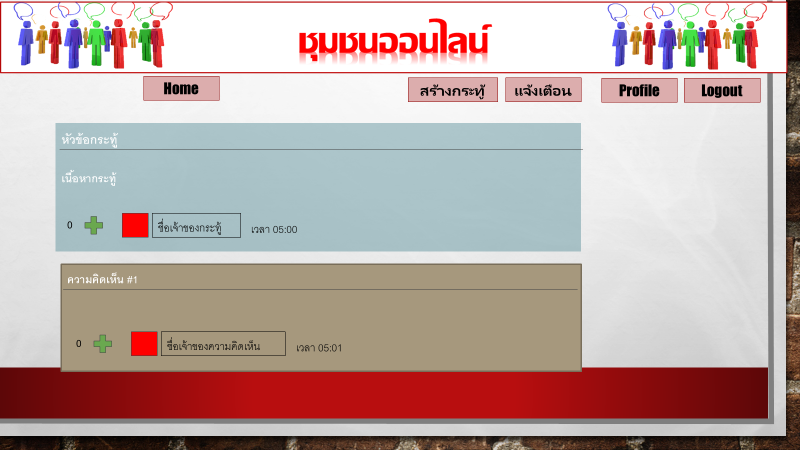 ชุมชนออนไลน์
Home
สร้างกระทู้
แจ้งเตือน
Profile
Logout
หัวข้อกระทู้
เนื้อหากระทู้
0
ชื่อเจ้าของกระทู้
เวลา 05:00
ความคิดเห็น #1
0
ชื่อเจ้าของความคิดเห็น
เวลา 05:01